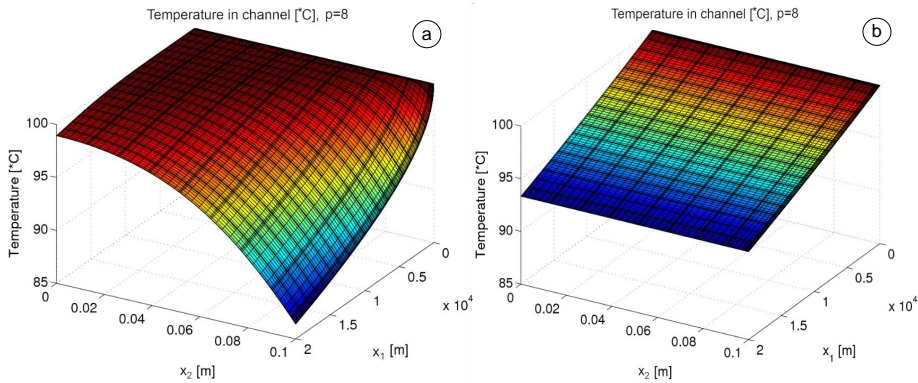 Temperature in channel [*C], p=8
a
Temperature [*C]
100
95
90
85
0
0.02
0.04
0.06
0.08
0.1
x2 [m]
0
0.5
1
1.5
2
x 10^4
x1 [m]
Temperature in channel [*C], p=8
b
Temperature [*C]
100
95
90
85
0
0.02
0.04
0.06
0.08
0.1
x2 [m]
0
0.5
1
1.5
2
x 10^4
x1 [m]